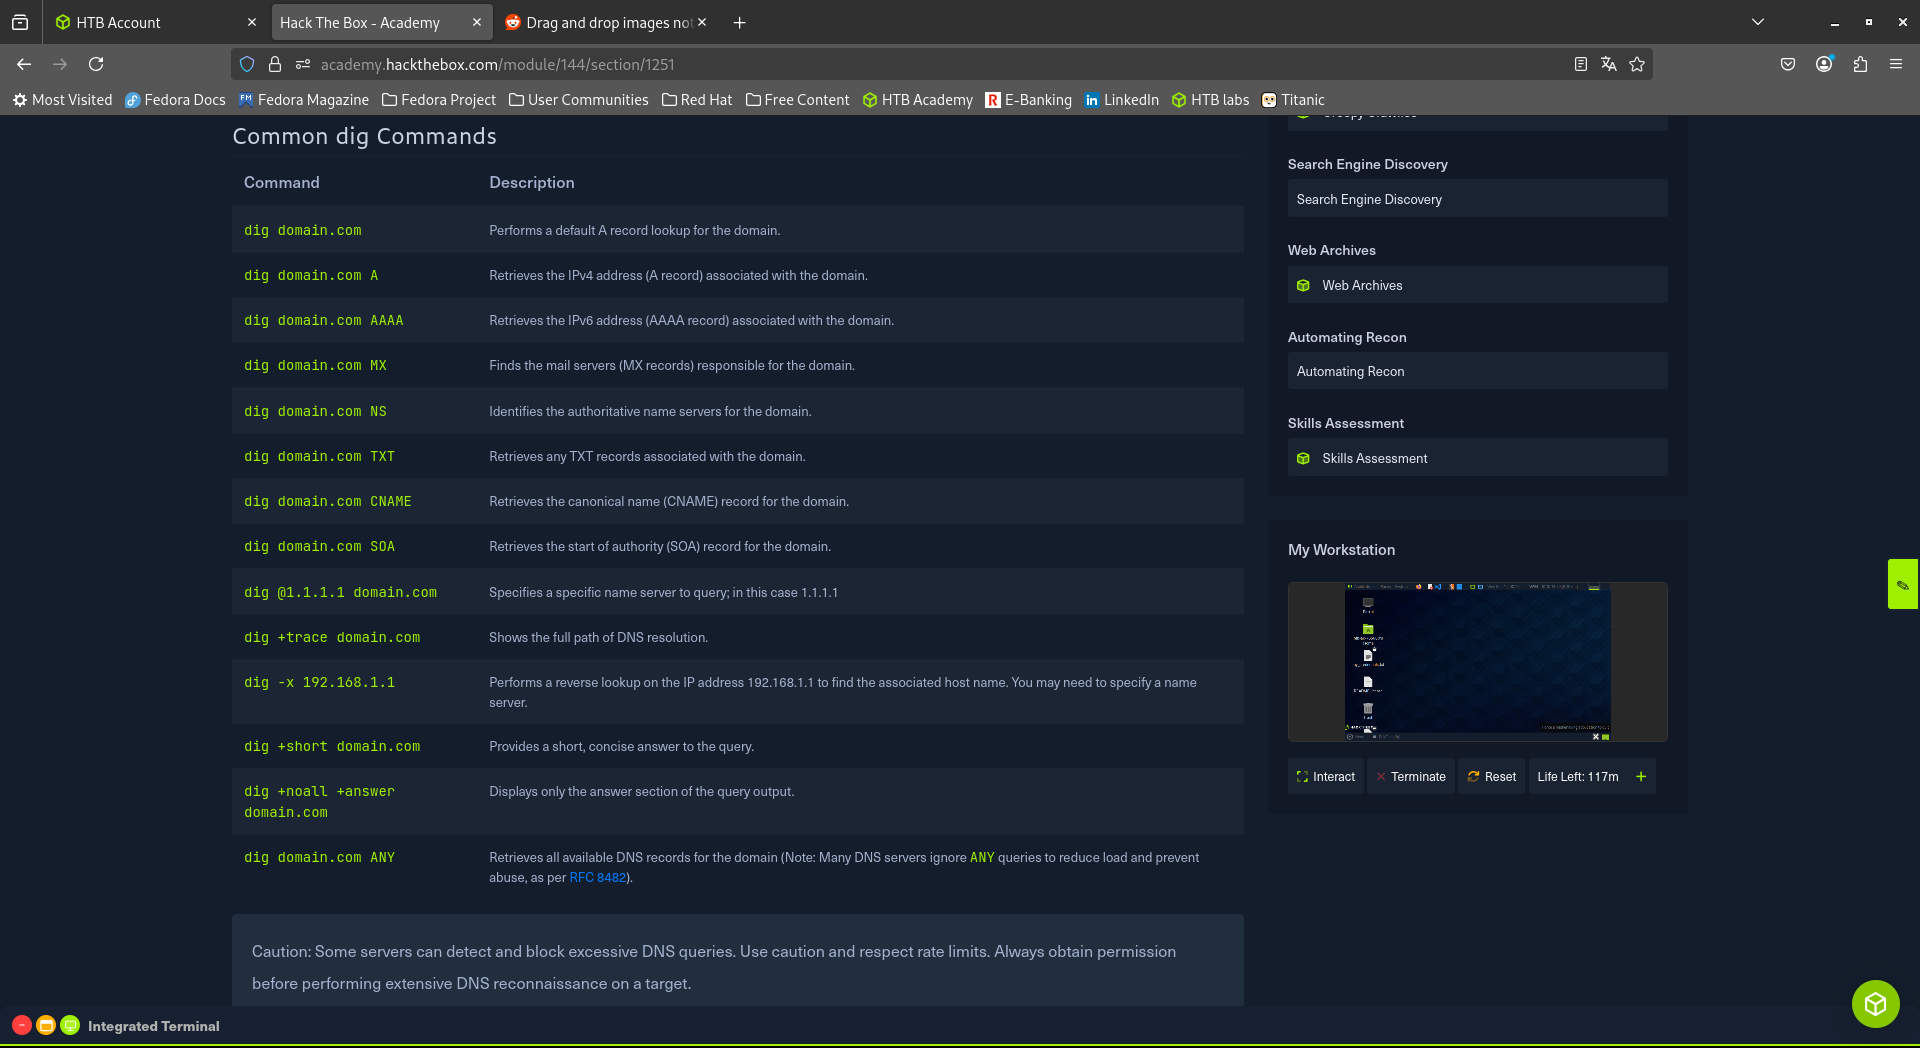 HTB Account
Hack The Box - Academy
Drag and drop images no
academy.hackthebox.com/module/144/section/1251
Most Visited Fedora Docs Fedora Magazine Fedora Project User Communities Red Hat Free Content HTB Academy E-Banking LinkedIn HTB labs Titanic
Common dig Commands
Command Description
dig domain.com Performs a default A record lookup for the domain.
dig domain.com A Retrieves the IPv4 address (A record) associated with the domain.
dig domain.com AAAA Retrieves the IPv6 address (AAAA record) associated with the domain.
dig domain.com MX Finds the mail servers (MX records) responsible for the domain.
dig domain.com NS Identifies the authoritative name servers for the domain.
dig domain.com TXT Retrieves any TXT records associated with the domain.
dig domain.com CNAME Retrieves the canonical name (CNAME) record for the domain.
dig domain.com SOA Retrieves the start of authority (SOA) record for the domain.
dig @1.1.1.1 domain.com Specifies a specific name server to query; in this case 1.1.1.1
dig +trace domain.com Shows the full path of DNS resolution.
dig -x 192.168.1.1 Performs a reverse lookup on the IP address 192.168.1.1 to find the associated host name. You may need to specify a name
server.
dig +short domain.com Provides a short, concise answer to the query.
dig +noall +answer Displays only the answer section of the query output.
domain.com
dig domain.com ANY Retrieves all available DNS records for the domain (Note: Many DNS servers ignore ANY queries to reduce load and prevent
abuse, as per RFC 8482).
Caution: Some servers can detect and block excessive DNS queries. Use caution and respect rate limits. Always obtain permission
before performing extensive DNS reconnaissance on a target.
Search Engine Discovery
Search Engine Discovery
Web Archives
Web Archives
Automating Recon
Automating Recon
Skills Assessment
Skills Assessment
My Workstation
Interact Terminate Reset Life Left: 117m +
Integrated Terminal